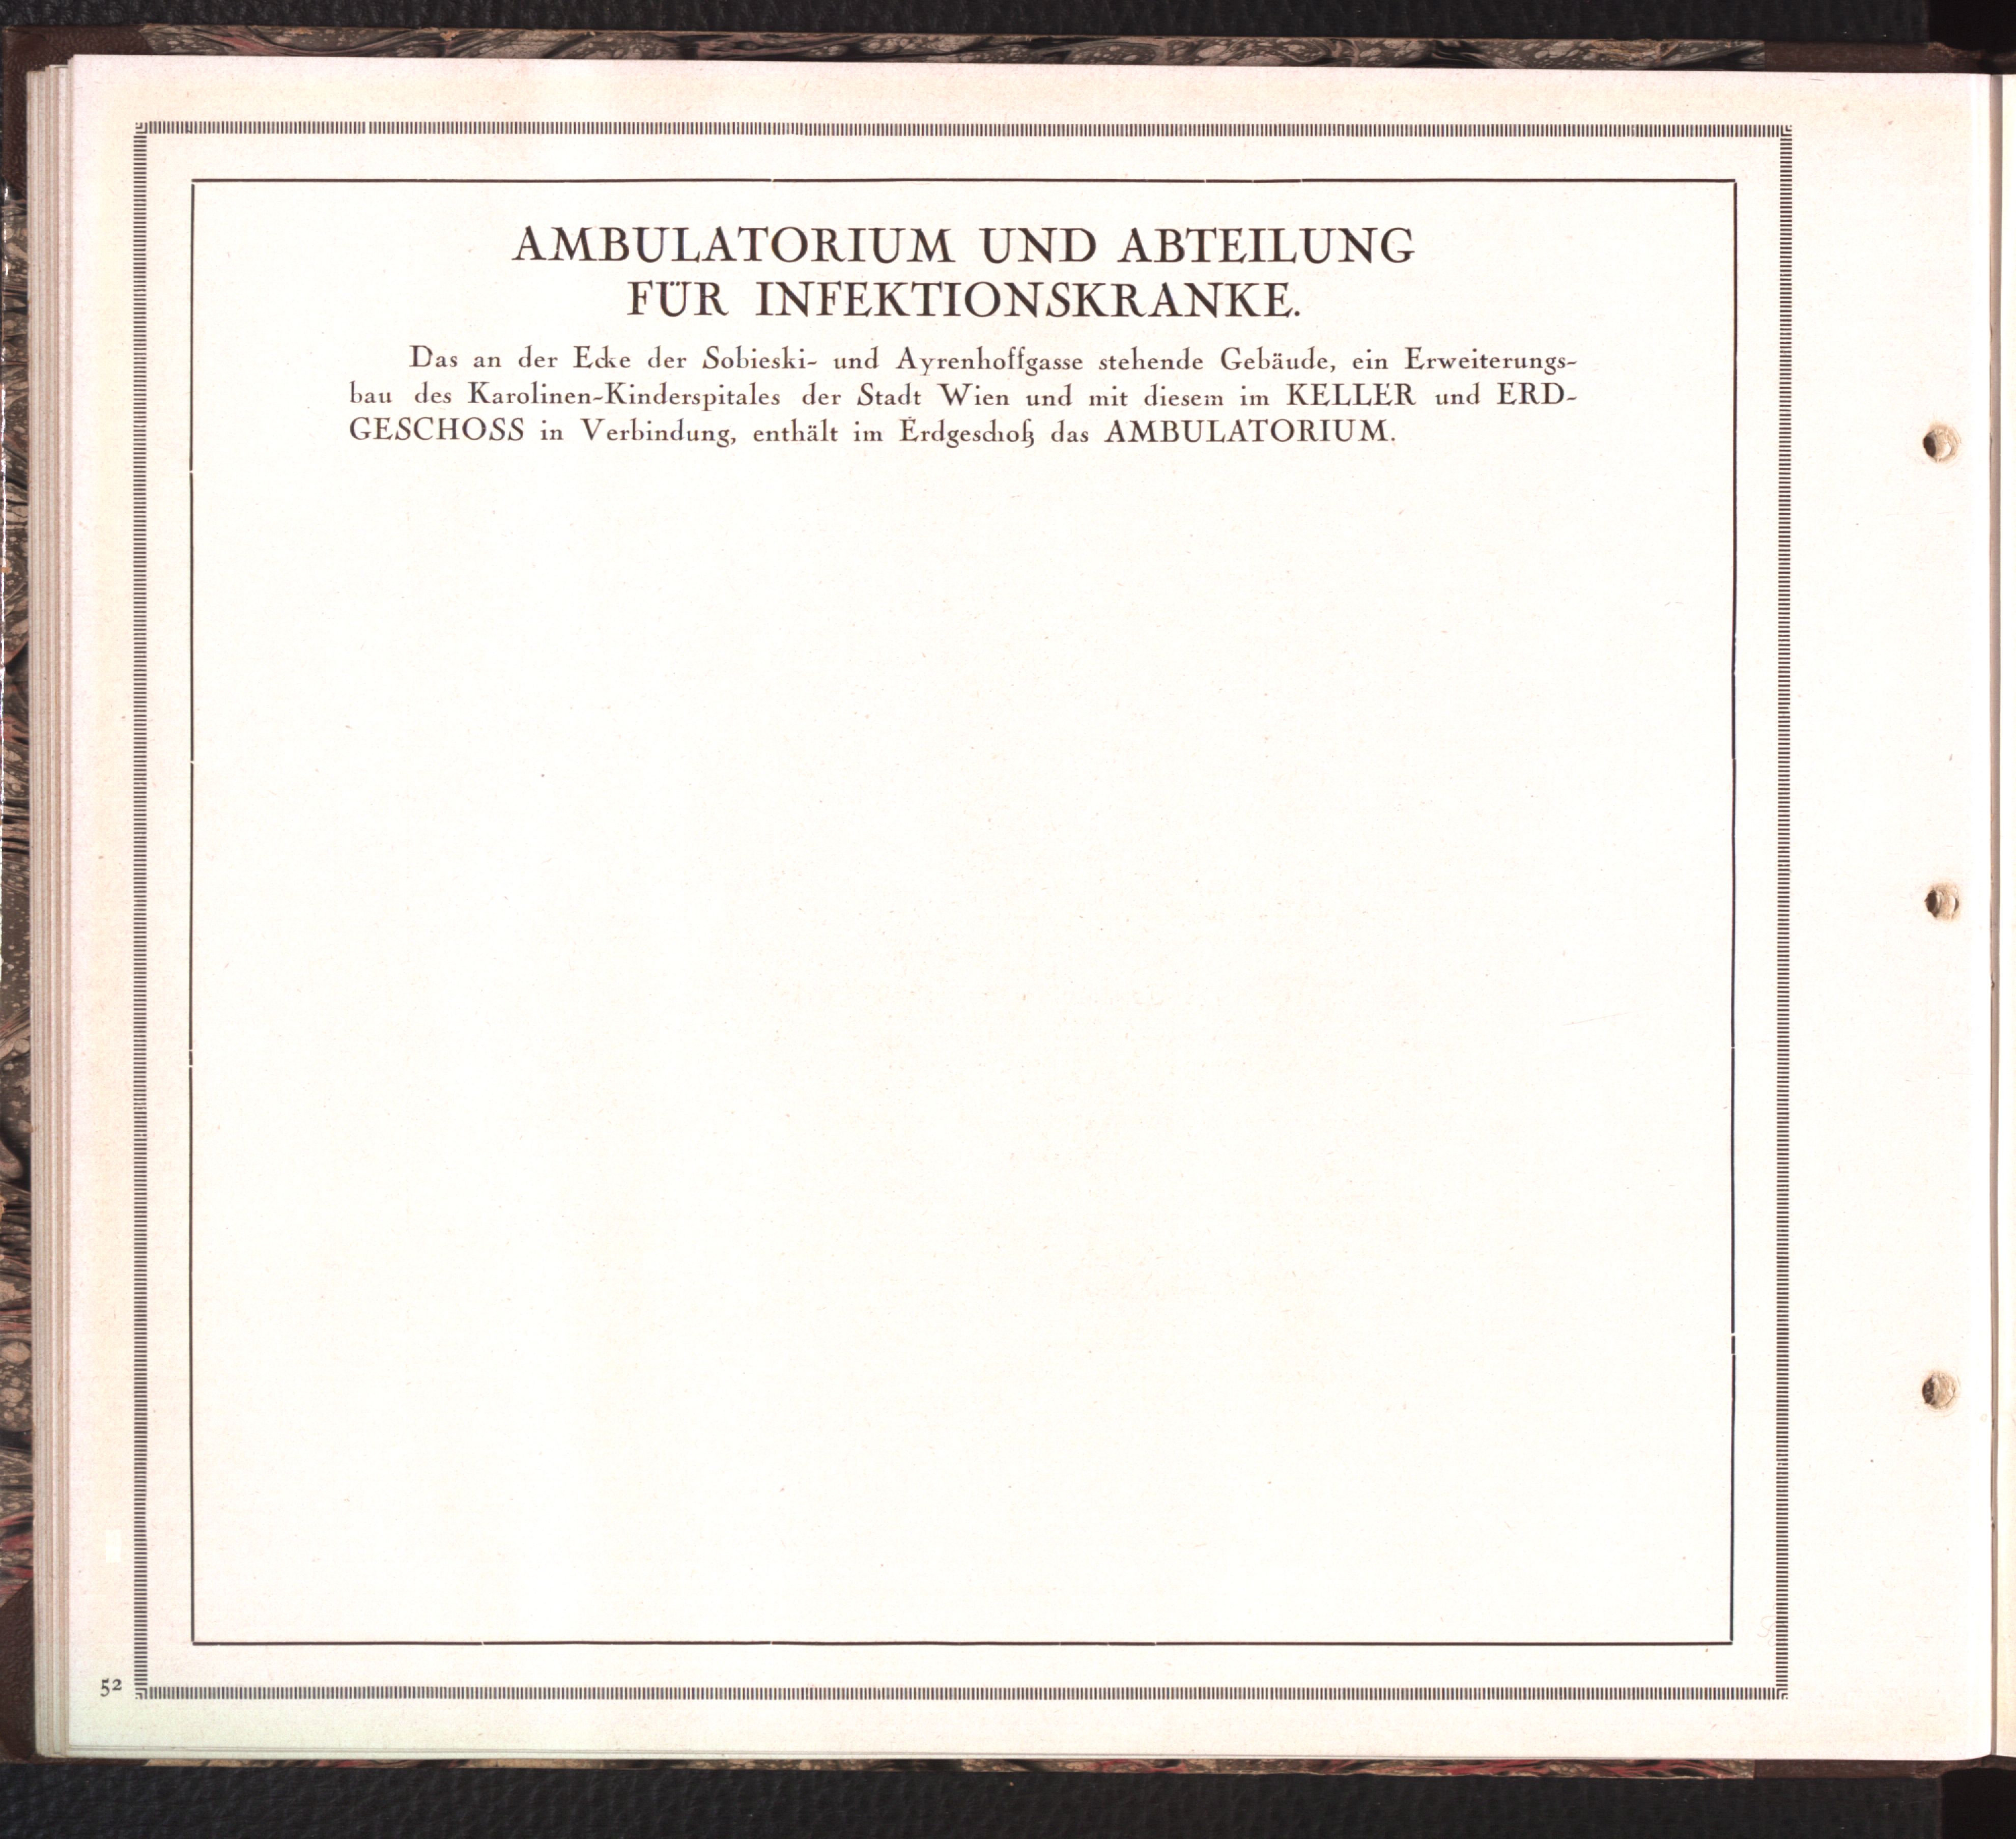 AMBULATORIUM UND ABTEILUNG
FÜR INFEKTIONSKRANKE.
Das an der Ecke der Sobieski- und Ayrenhoffgasse stehende Gebäude, ein Erweiterungs-
bau des Karolinen-Kinderspitales der Stadt Wien und mit diesem im KELLER und ERD-
GESCHOSS in Verbindung, enthält im Erdgeschoß das AMBULATORIUM.
52